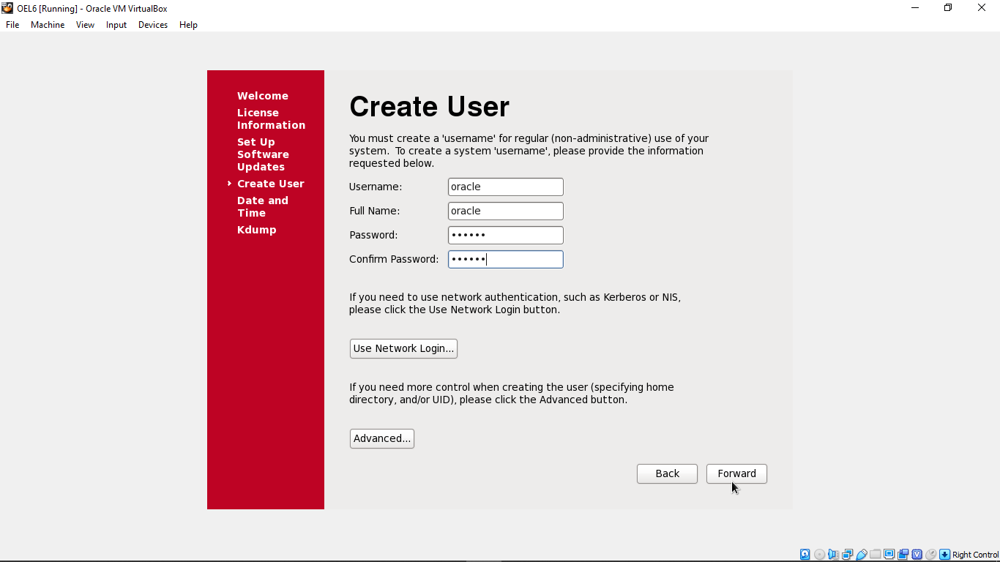 OEL6 [Running] - Oracle VM VirtualBox
File Machine View Input Devices Help
Welcome
License
Information
Set Up
Software
Updates
Create User
Date and
Time
Kdump
Create User
You must create a 'username' for regular (non-administrative) use of your
system.  To create a system 'username', please provide the information
requested below.
Username: oracle
Full Name: oracle
Password: ••••••
Confirm Password: ••••••
If you need to use network authentication, such as Kerberos or NIS,
please click the Use Network Login button.
Use Network Login...
If you need more control when creating the user (specifying home
directory, and/or UID), please click the Advanced button.
Advanced...
Back Forward
Right Control